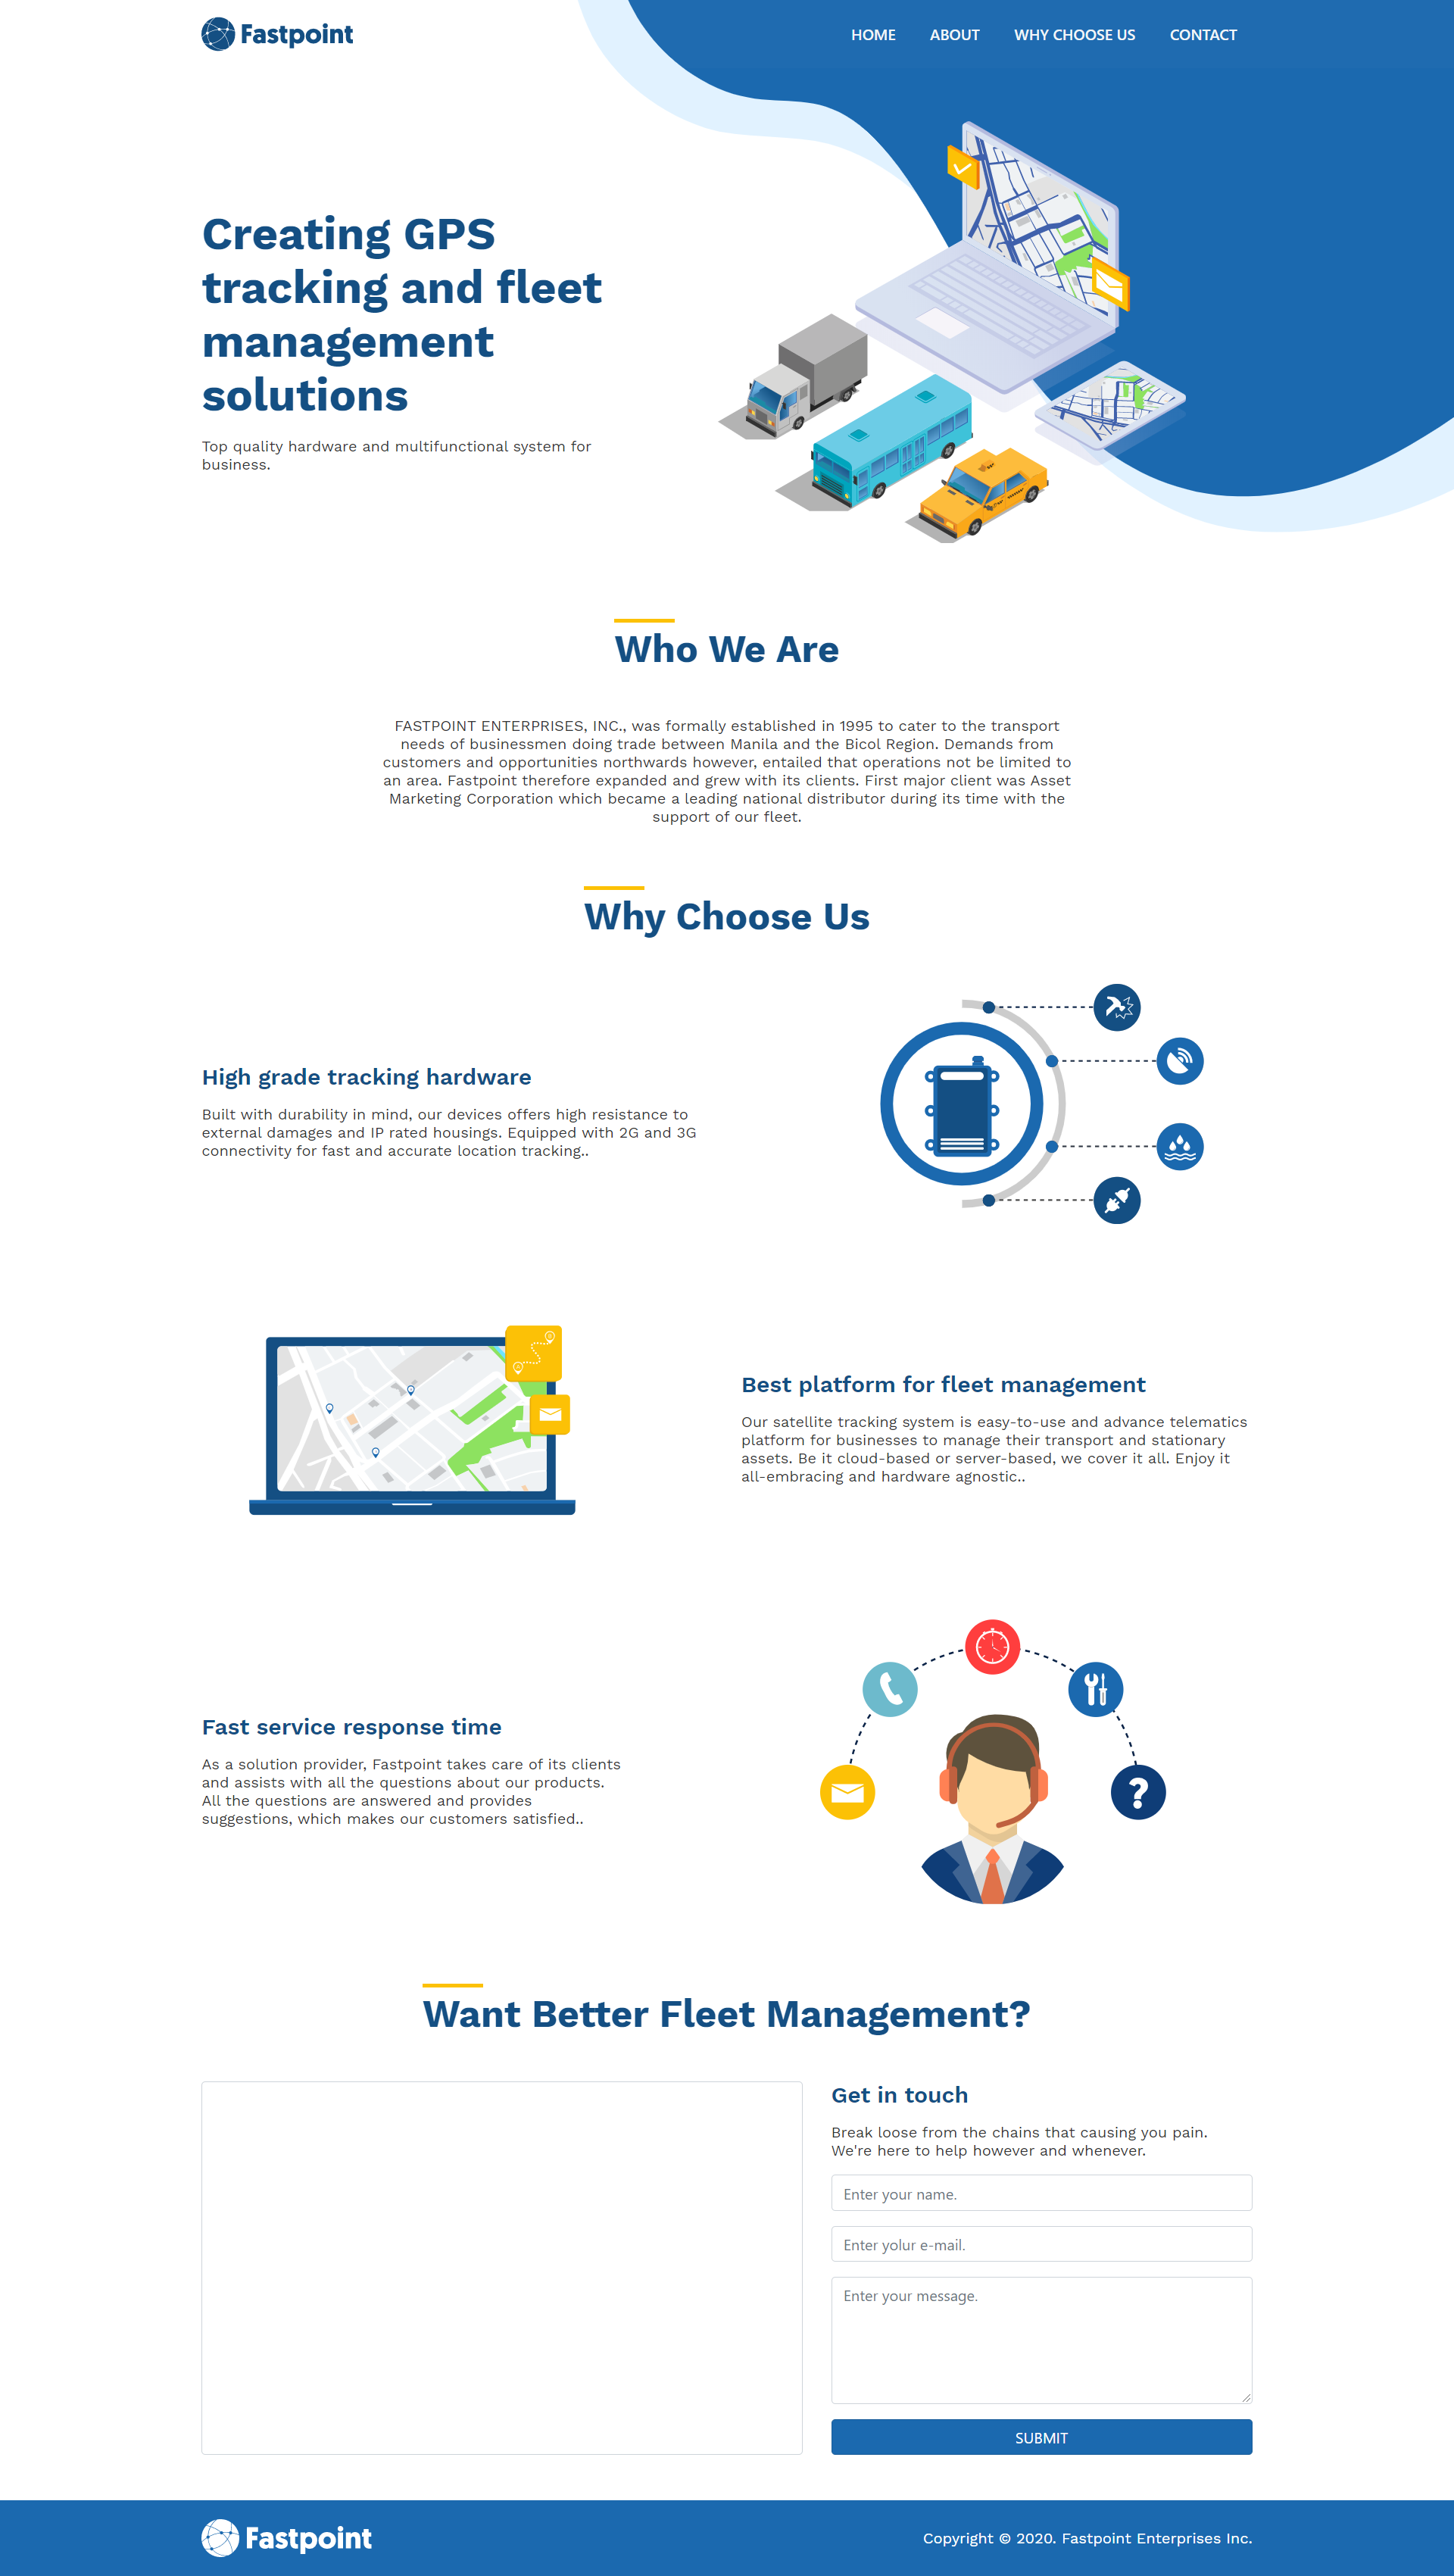 Fastpoint
HOME ABOUT WHY CHOOSE US CONTACT
Creating GPS
tracking and fleet
management
solutions
Top quality hardware and multifunctional system for
business.
Who We Are
FASTPOINT ENTERPRISES, INC., was formally established in 1995 to cater to the transport
needs of businessmen doing trade between Manila and the Bicol Region. Demands from
customers and opportunities northwards however, entailed that operations not be limited to
an area. Fastpoint therefore expanded and grew with its clients. First major client was Asset
Marketing Corporation which became a leading national distributor during its time with the
support of our fleet.
Why Choose Us
High grade tracking hardware
Built with durability in mind, our devices offers high resistance to
external damages and IP rated housings. Equipped with 2G and 3G
connectivity for fast and accurate location tracking..
Best platform for fleet management
Our satellite tracking system is easy-to-use and advance telematics
platform for businesses to manage their transport and stationary
assets. Be it cloud-based or server-based, we cover it all. Enjoy it
all-embracing and hardware agnostic..
Fast service response time
As a solution provider, Fastpoint takes care of its clients
and assists with all the questions about our products.
All the questions are answered and provides
suggestions, which makes our customers satisfied..
?
Want Better Fleet Management?
Get in touch
Break loose from the chains that causing you pain.
We're here to help however and whenever.
Enter your name.
Enter yolur e-mail.
Enter your message.
SUBMIT
Fastpoint
Copyright © 2020. Fastpoint Enterprises Inc.